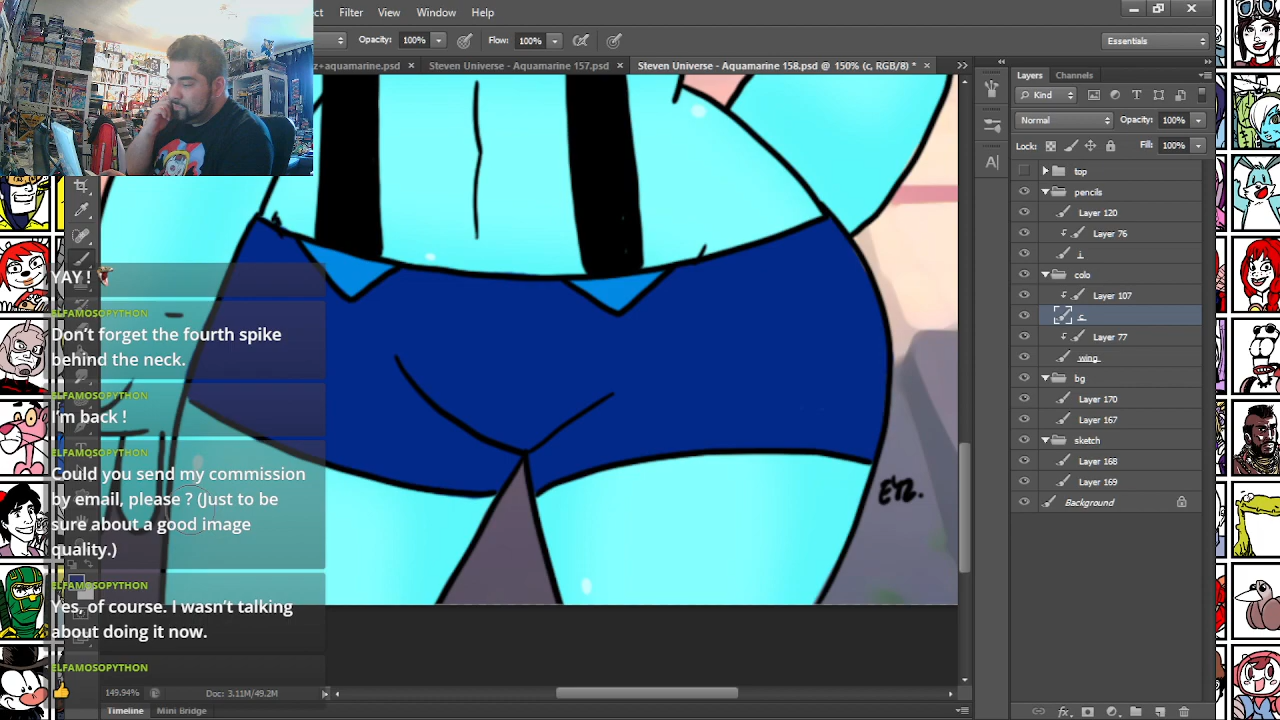 ct Filter View Window Help
Opacity: 100% Flow: 100% Essentials
z+aquamarine.psd × Steven Universe - Aquamarine 157.psd × Steven Universe - Aquamarine 158.psd @ 150% (c, RGB/8) * ×
Layers Channels
Kind
Normal Opacity: 100%
Lock: Fill: 100%
top
pencils
Layer 120
Layer 76
i
colo
Layer 107
c
Layer 77
wing
bg
Layer 170
Layer 167
sketch
Layer 168
Layer 169
Background
YAY !
ELFAMOSOPYTHON
Don't forget the fourth spike
behind the neck.
ELFAMOSOPYTHON
I'm back !
ELFAMOSOPYTHON
Could you send my commission
by email, please ? (Just to be
sure about a good image
quality.)
ELFAMOSOPYTHON
Yes, of course. I wasn't talking
about doing it now.
ELFAMOSOPYTHON
149.94% Doc: 3.11M/49.2M
Timeline Mini Bridge